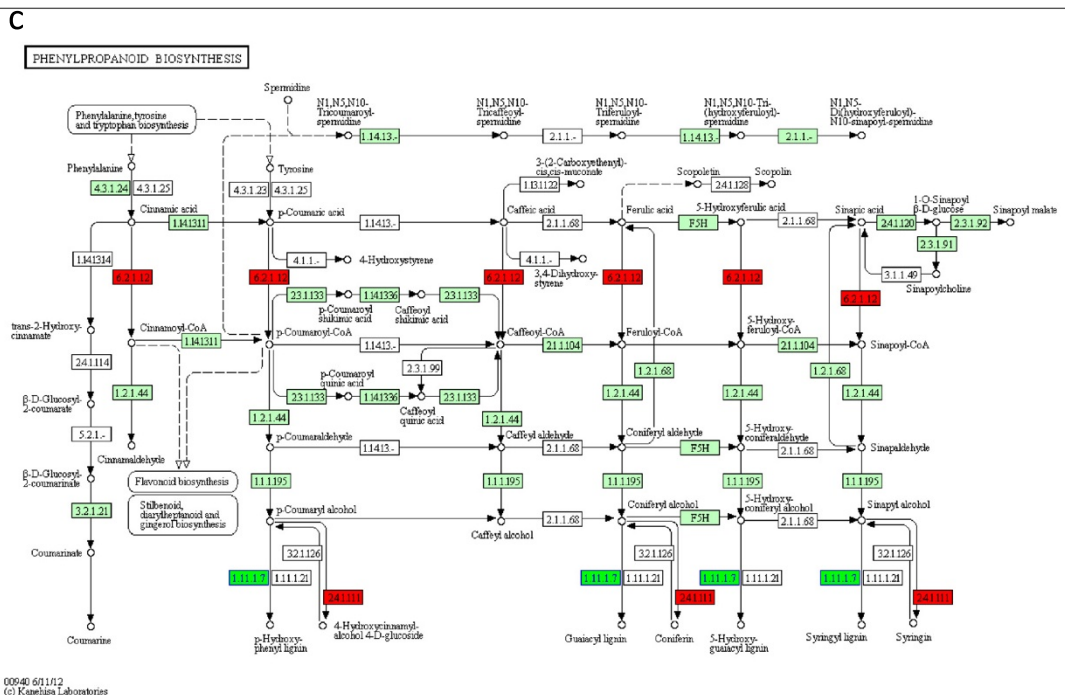 C
PHENYLPROPANOID BIOSYNTHESIS
Spermidine
Phenylalanine, tyrosine
and tryptophan biosynthesis
N1,N5,N10-
Tricoumaroyl-
spermidine
N1,N5,N10-
Tricaffeoyl-
spermidine
N1,N5,N10-
Triferuloyl-
spermidine
N1,N5,N10-Tri-
(hydroxyferuloyl)-
spermidine
N1,N5-
Di(hydroxyferuloyl)-
N10-sinapoyl-spermidine
1.14.13.-
2.1.1.-
1.14.13.-
2.1.1.-
Phenylalanine
Tyrosine
3-(2-Carboxyethenyl)-
cis,cis-muconate
Scopoletin
Scopolin
4.3.1.24
4.3.1.25
4.3.1.23
4.3.1.25
1.13.1122
2.4.1.128
Cinnamic acid
p-Coumaric acid
Caffeic acid
Ferulic acid
5-Hydroxyferulic acid
Sinapic acid
1-O-Sinapoyl
β-D-glucose
Sinapoyl malate
1.14.1311
1.14.13.-
2.1.1.68
F5H
2.1.1.68
2.4.1.120
2.3.1.92
2.3.1.91
1.14.1314
4.1.1.-
4-Hydroxystyrene
4.1.1.-
3,4-Dihydroxy-
styrene
3.1.1.49
Sinapoylcholine
6.2.1.12
6.2.1.12
6.2.1.12
6.2.1.12
6.2.1.12
6.2.1.12
2.3.1.133
1.14.1336
2.3.1.133
p-Coumaroyl
shikimic acid
Caffeoyl
shikimic acid
trans-2-Hydroxy-
cinnamate
Cinnamoyl-CoA
p-Coumaroyl-CoA
Caffeoyl-CoA
Feruloyl-CoA
5-Hydroxy-
feruloyl-CoA
Sinapoyl-CoA
1.14.1311
1.14.13.-
2.1.1.104
2.1.1.104
2.4.1.114
2.3.1.99
2.1.1.68
2.1.1.68
p-Coumaroyl
quinic acid
1.2.1.44
2.3.1.133
1.14.1336
2.3.1.133
1.2.1.44
1.2.1.44
Caffeoyl
quinic acid
β-D-Glucosyl-
2-coumarate
1.2.1.44
1.2.1.44
1.2.1.44
5.2.1.-
p-Coumaraldehyde
Caffeyl aldehyde
Coniferyl aldehyde
5-Hydroxy-
coniferaldehyde
Sinapaldehyde
1.14.13.-
2.1.1.68
F5H
2.1.1.68
Cinnamaldehyde
β-D-Glucosyl-
2-coumarinate
Flavonoid biosynthesis
Stilbenoid,
diarylheptanoid and
gingerol biosynthesis
1.1.1.195
1.1.1.195
1.1.1.195
1.1.1.195
1.1.1.195
3.2.1.21
p-Coumaryl alcohol
Caffeyl alcohol
Coniferyl alcohol
5-Hydroxy-
coniferyl alcohol
Sinapyl alcohol
2.1.1.68
F5H
2.1.1.68
Coumarinate
3.2.1.126
3.2.1.126
3.2.1.126
1.11.1.7
1.11.1.21
1.11.1.7
1.11.1.21
1.11.1.7
1.11.1.21
1.11.1.7
1.11.1.21
2.4.1.111
2.4.1.111
2.4.1.111
Coumarine
p-Hydroxy-
phenyl lignin
4-Hydroxycinnamyl-
alcohol 4-D-glucoside
Guaiacyl lignin
Coniferin
5-Hydroxy-
guaiacyl lignin
Syringyl lignin
Syringin
00940 6/11/12
(c) Kanehisa Laboratories